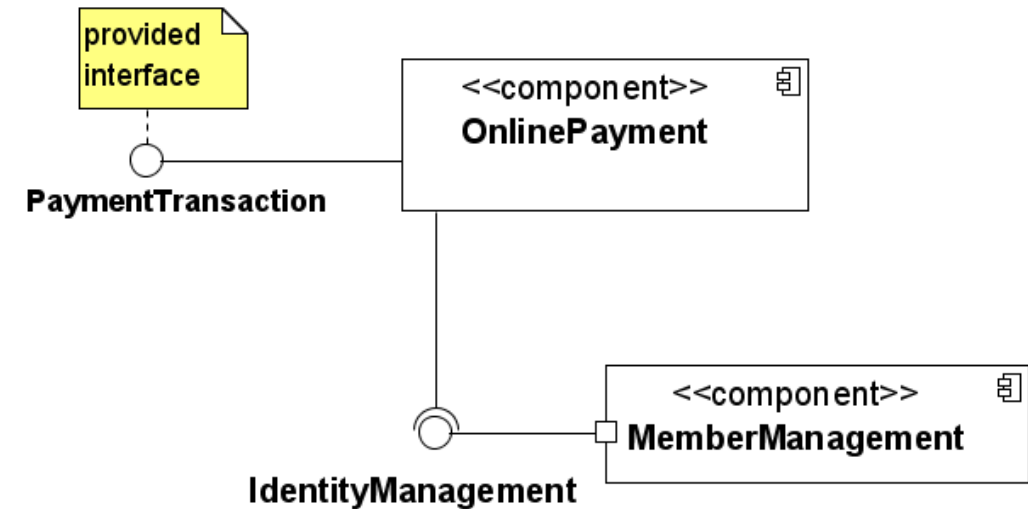 provided
interface
<<component>>
OnlinePayment
PaymentTransaction
<<component>>
MemberManagement
IdentityManagement